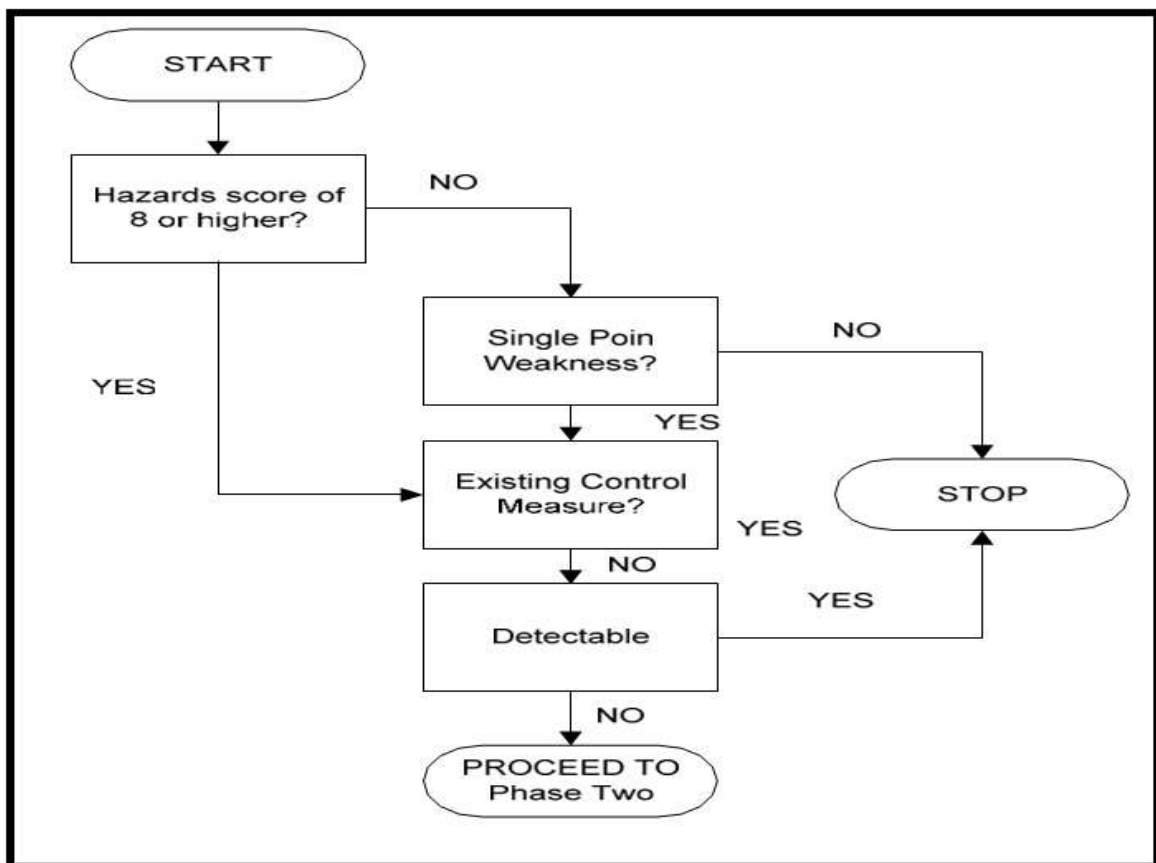 START
Hazards score of
8 or higher?
NO
Single Poin
Weakness?
NO
YES
YES
Existing Control
Measure?
STOP
YES
NO
Detectable
YES
NO
PROCEED TO
Phase Two